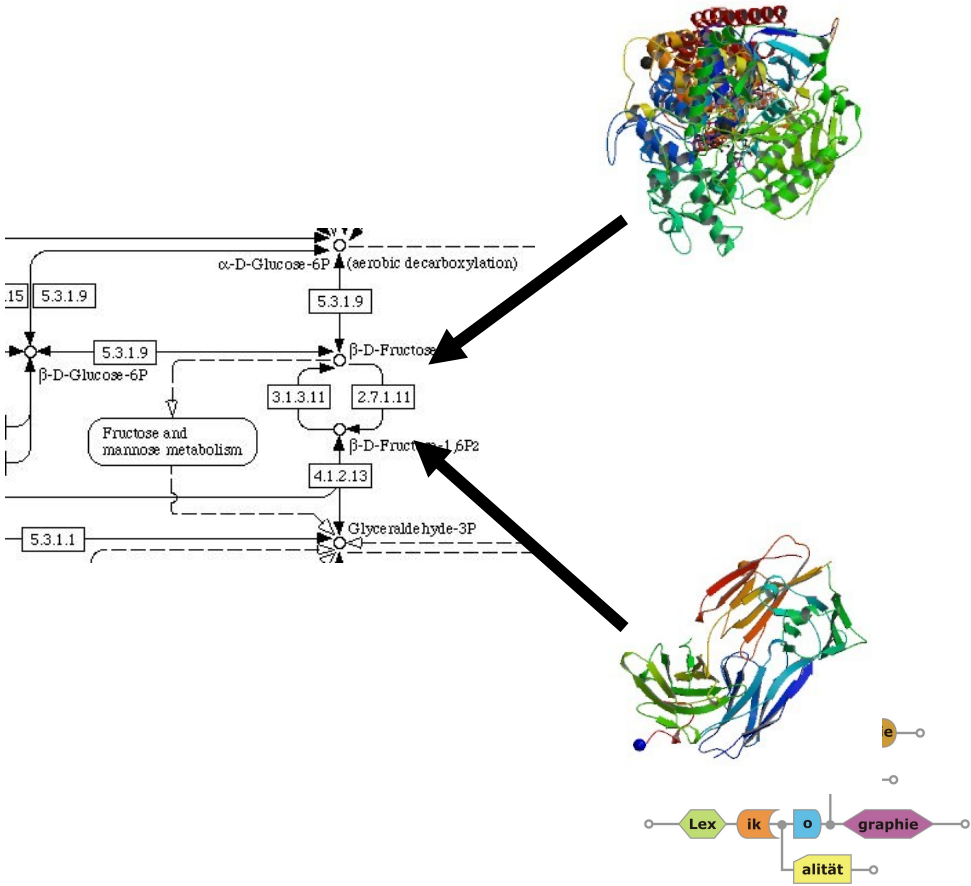 α-D-Glucose-6P
(aerobic decarboxylation)
.15
5.3.1.9
5.3.1.9
5.3.1.9
β-D-Fructose
β-D-Glucose-6P
3.1.3.11
2.7.1.11
Fructose and
mannose metabolism
β-D-Fructose-1,6P2
4.1.2.13
Glyceraldehyde-3P
5.3.1.1
ie
Lex
ik
o
graphie
alität